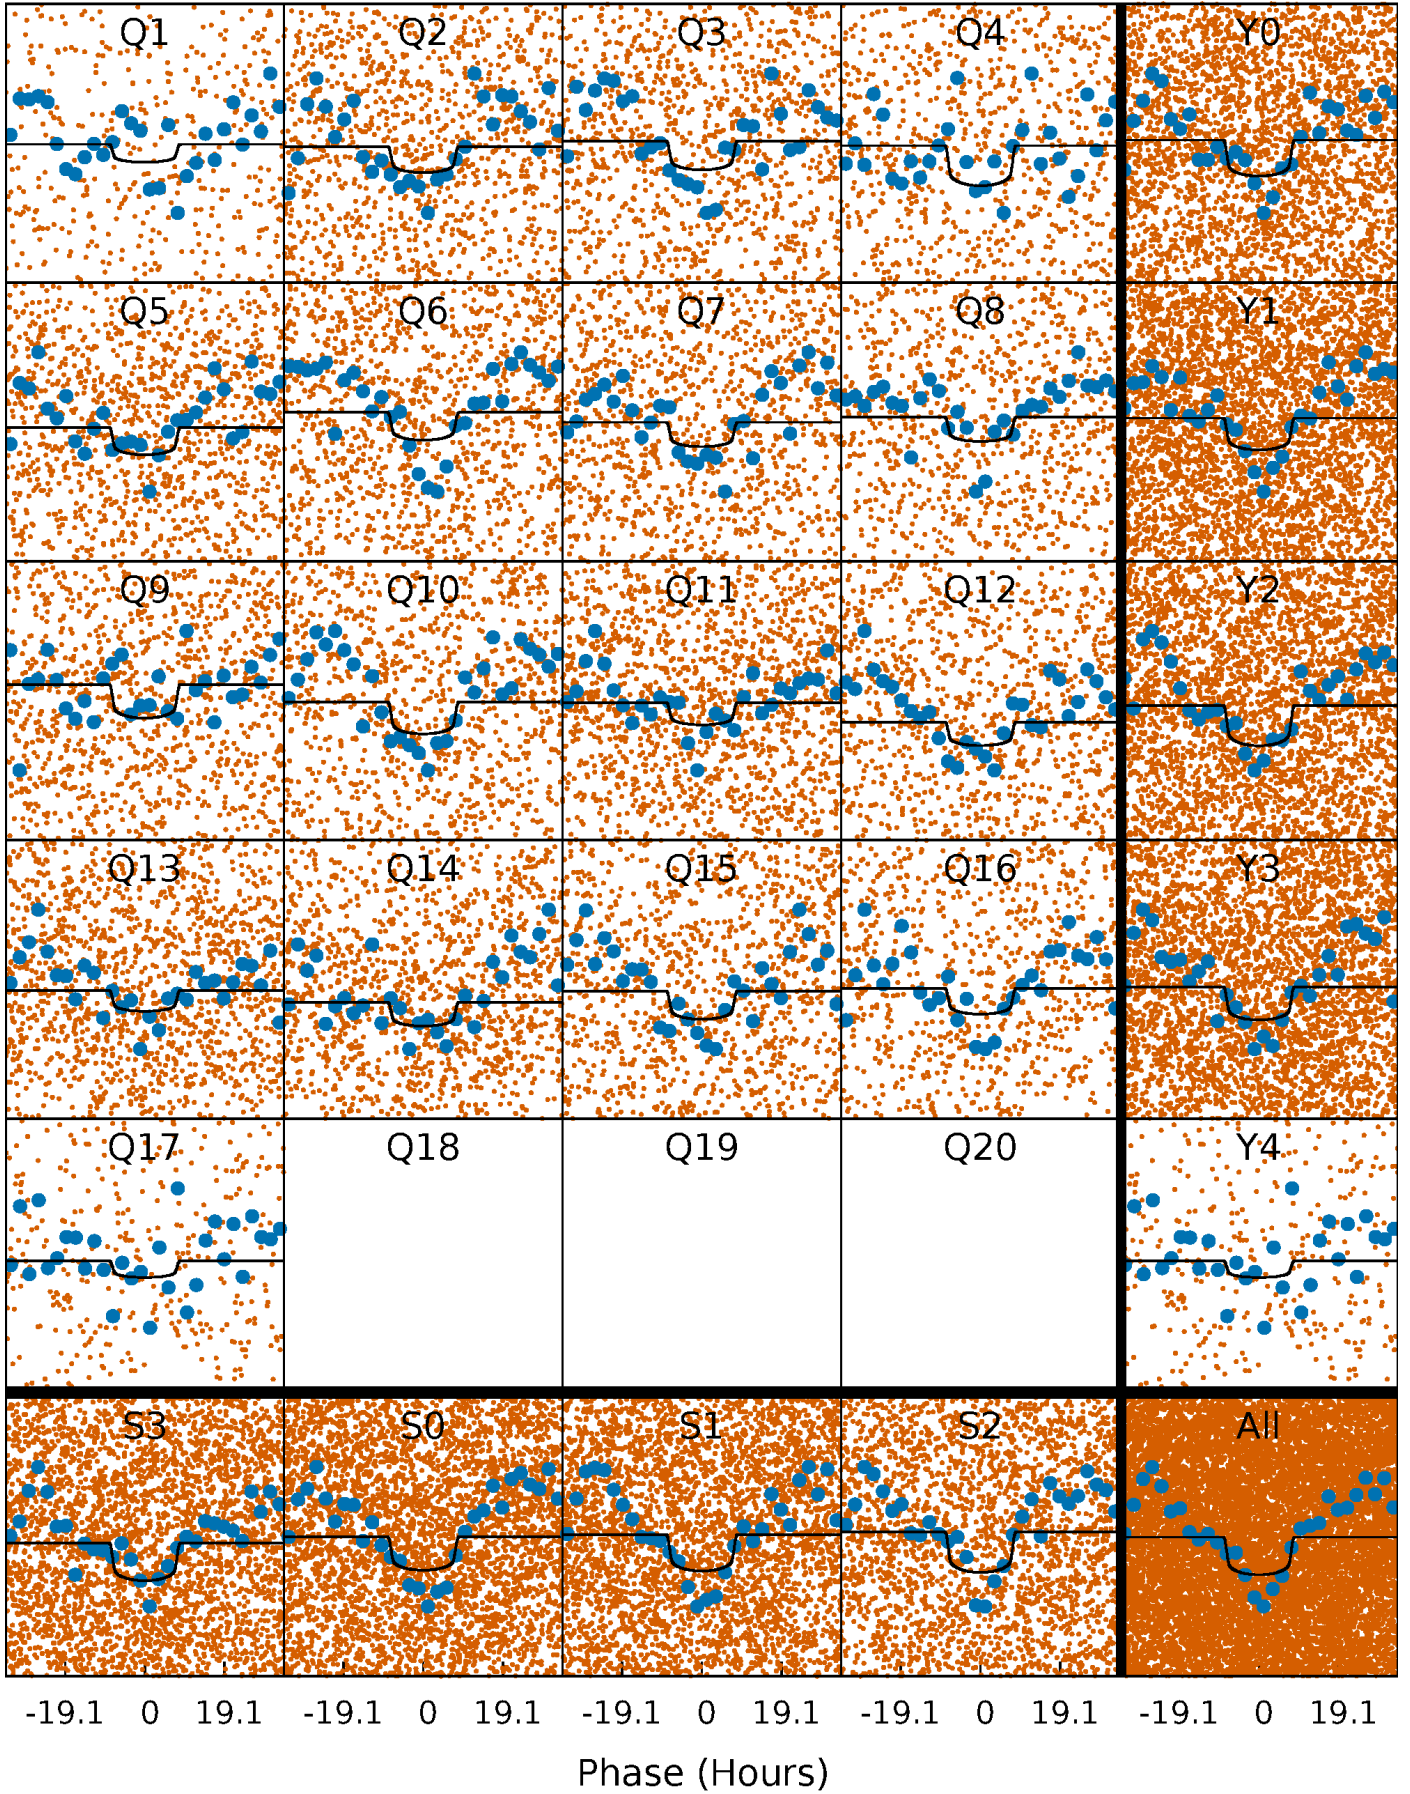 Q1 Q2 Q3 Q4 Y0
Q5 Q6 Q7 Q8 Y1
Q9 Q10 Q11 Q12 Y2
Q13 Q14 Q15 Q16 Y3
Q17 Q18 Q19 Q20 Y4
S3 S0 S1 S2 All
-19.1 0 19.1 -19.1 0 19.1 -19.1 0 19.1 -19.1 0 19.1 -19.1 0 19.1
Phase (Hours)